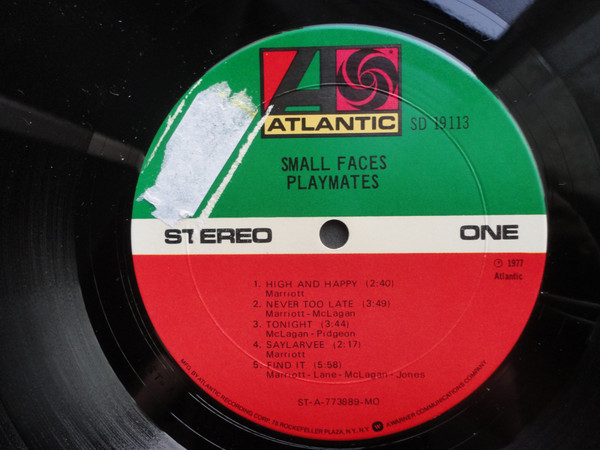 ATLANTIC
SD 19113
SMALL FACES
PLAYMATES
STEREO
ONE
℗ 1977
Atlantic
1. HIGH AND HAPPY (2:40)
Marriott
2. NEVER TOO LATE (3:49)
Marriott-McLagan
3. TONIGHT (3:44)
McLagan-Pidgeon
4. SAYLARVEE (2:17)
Marriott
5. FIND IT (5:58)
Marriott-Lane-McLagan-Jones
ST-A-773889-MO
MFG. BY ATLANTIC RECORDING CORP., 75 ROCKEFELLER PLAZA, N.Y., N.Y.
A WARNER COMMUNICATIONS COMPANY